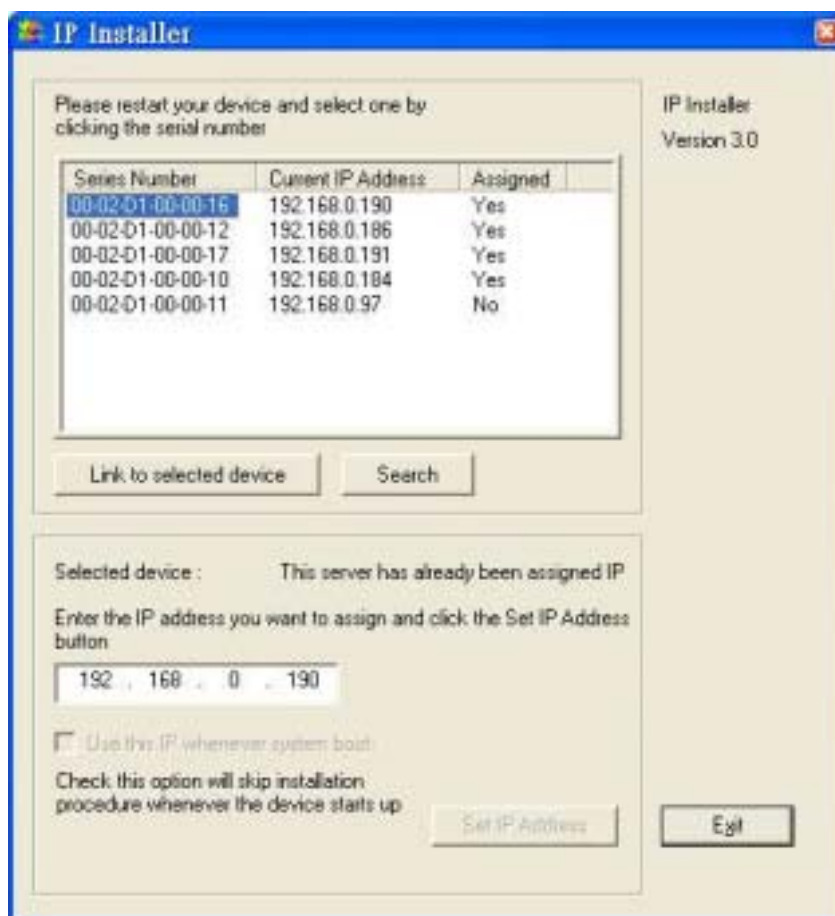 IP Installer
Please restart your device and select one by
clicking the serial number
IP Installer
Version 3.0
Series Number Current IP Address Assigned
00-02-D1-00-00-16 192.168.0.190 Yes
00-02-D1-00-00-12 192.168.0.186 Yes
00-02-D1-00-00-17 192.168.0.191 Yes
00-02-D1-00-00-10 192.168.0.184 Yes
00-02-D1-00-00-11 192.168.0.97 No
Link to selected device Search
Selected device : This server has already been assigned IP
Enter the IP address you want to assign and click the Set IP Address
button
192 . 168 . 0 . 190
Use this IP whenever system boot
Check this option will skip installation
procedure whenever the device starts up
Set IP Address
Exit